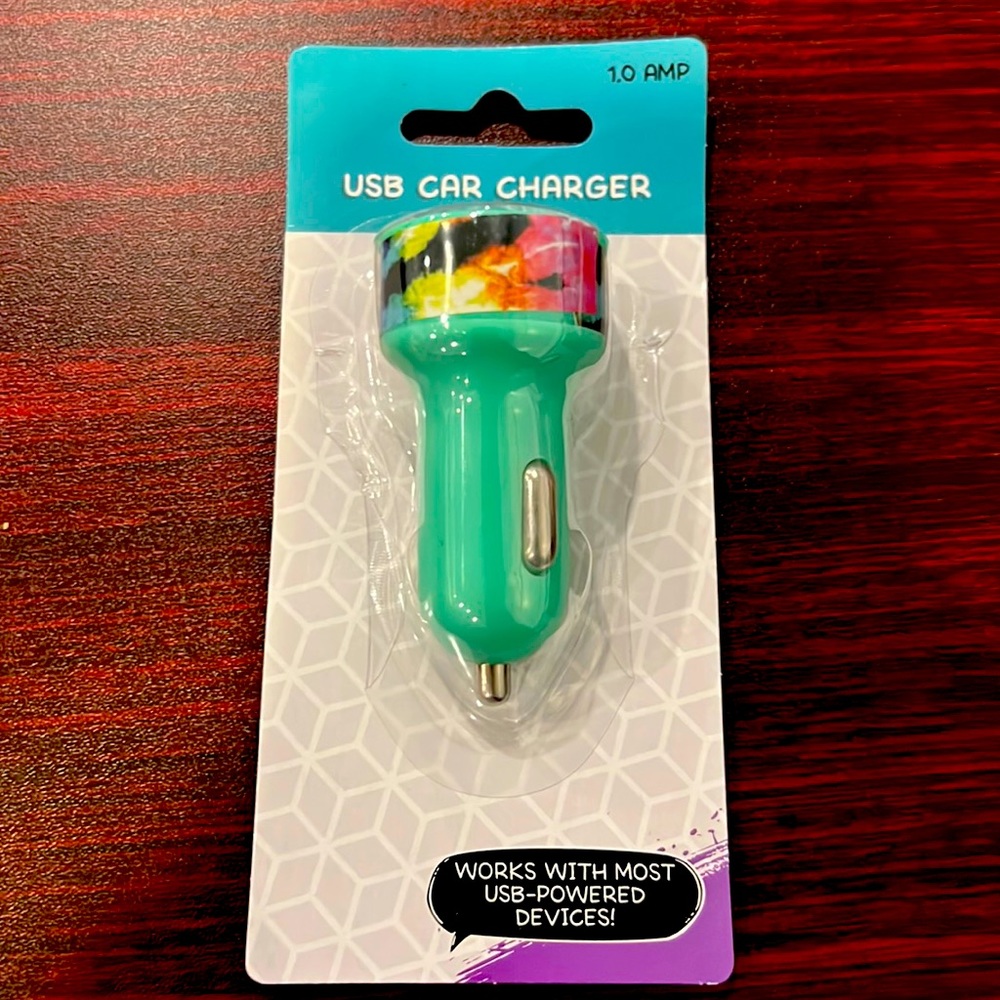 1.0 AMP
USB CAR CHARGER
WORKS WITH MOST
USB-POWERED
DEVICES!